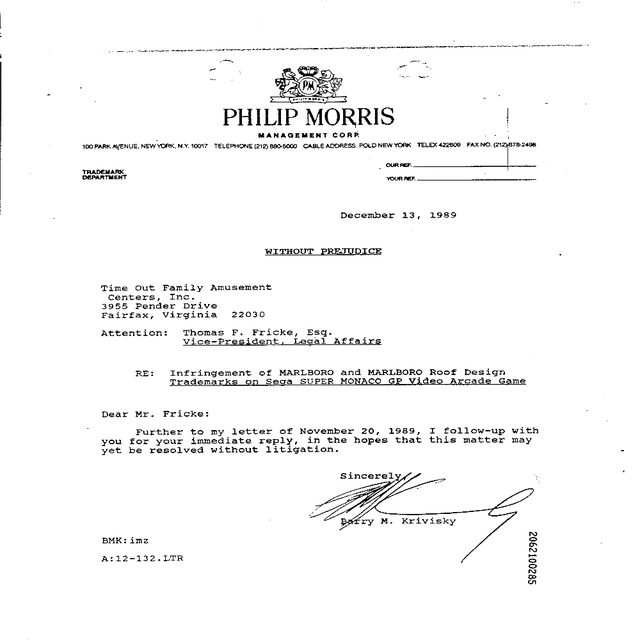 PM
PHILIP MORRIS
MANAGEMENT CORP.
100 PARK AVENUE, NEW YORK, N.Y. 10017 TELEPHONE (212) 880-5000 CABLE ADDRESS: POLD NEW YORK TELEX 422609 FAX NO. (212) 878-2498
TRADEMARK
DEPARTMENT
OUR REF.
YOUR REF.
December 13, 1989
WITHOUT PREJUDICE
Time Out Family Amusement
Centers, Inc.
3955 Pender Drive
Fairfax, Virginia 22030
Attention: Thomas F. Fricke, Esq.
Vice-President, Legal Affairs
RE: Infringement of MARLBORO and MARLBORO Roof Design
Trademarks on Sega SUPER MONACO GP Video Arcade Game
Dear Mr. Fricke:
Further to my letter of November 20, 1989, I follow-up with
you for your immediate reply, in the hopes that this matter may
yet be resolved without litigation.
Sincerely,
Barry M. Krivisky
BMK:imz
A:12-132.LTR
2062100285